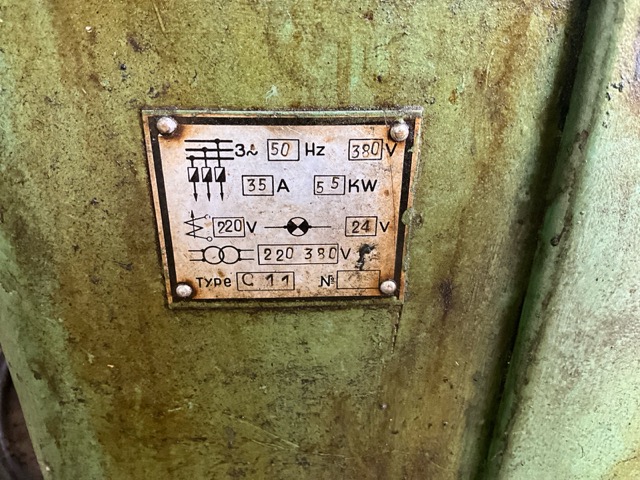 3~ 50 Hz 380 V
35 A 5 5 KW
220 V 24 V
220 380 V
TYPE C 11 №